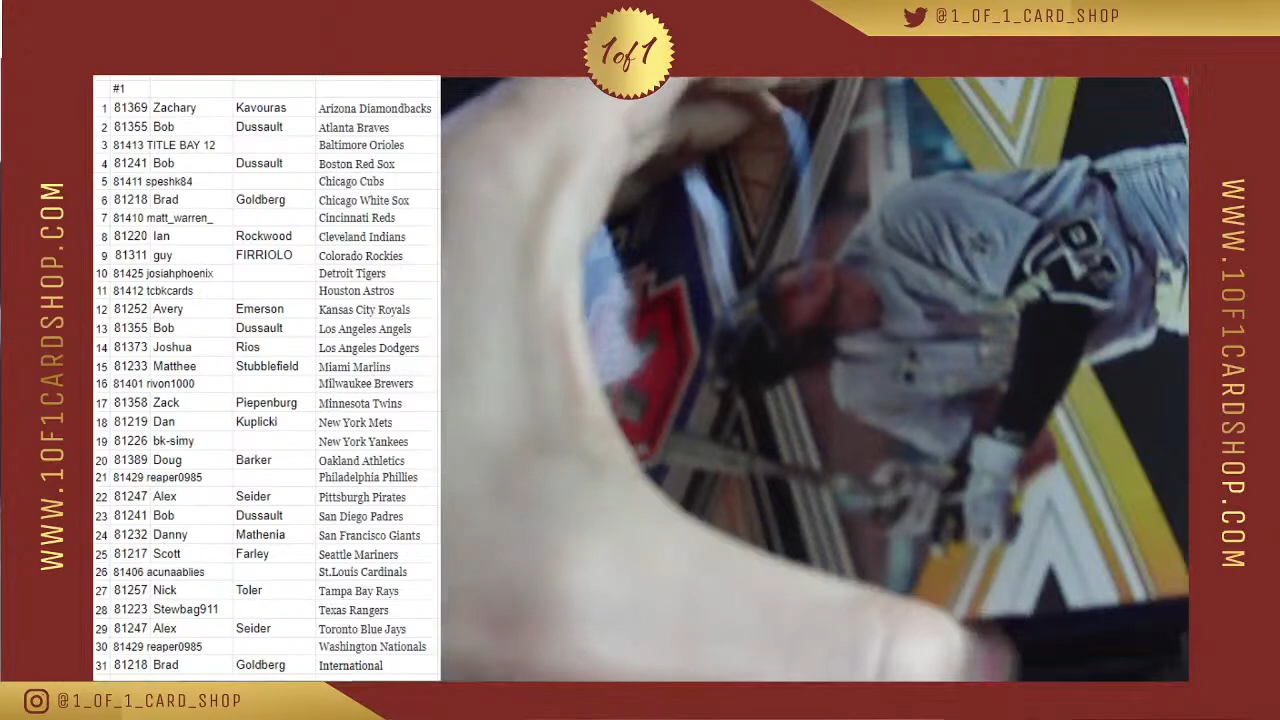 @1_OF_1_CARD_SHOP
1of1
#1
1 81369 Zachary Kavouras Arizona Diamondbacks
2 81355 Bob Dussault Atlanta Braves
3 81413 TITLE BAY 12 Baltimore Orioles
4 81241 Bob Dussault Boston Red Sox
5 81411 speshk84 Chicago Cubs
6 81218 Brad Goldberg Chicago White Sox
7 81410 matt_warren_ Cincinnati Reds
8 81220 Ian Rockwood Cleveland Indians
9 81311 guy FIRRIOLO Colorado Rockies
10 81425 josiahphoenix Detroit Tigers
11 81412 tcbkcards Houston Astros
12 81252 Avery Emerson Kansas City Royals
13 81355 Bob Dussault Los Angeles Angels
14 81373 Joshua Rios Los Angeles Dodgers
15 81233 Matthee Stubblefield Miami Marlins
16 81401 rivon1000 Milwaukee Brewers
17 81358 Zack Piepenburg Minnesota Twins
18 81219 Dan Kuplicki New York Mets
19 81226 bk-simy New York Yankees
20 81389 Doug Barker Oakland Athletics
21 81429 reaper0985 Philadelphia Phillies
22 81247 Alex Seider Pittsburgh Pirates
23 81241 Bob Dussault San Diego Padres
24 81232 Danny Mathenia San Francisco Giants
25 81217 Scott Farley Seattle Mariners
26 81406 acunaablies St.Louis Cardinals
27 81257 Nick Toler Tampa Bay Rays
28 81223 Stewbag911 Texas Rangers
29 81247 Alex Seider Toronto Blue Jays
30 81429 reaper0985 Washington Nationals
31 81218 Brad Goldberg International
WWW.1OF1CARDSHOP.COM
WWW.1OF1CARDSHOP.COM
@1_OF_1_CARD_SHOP